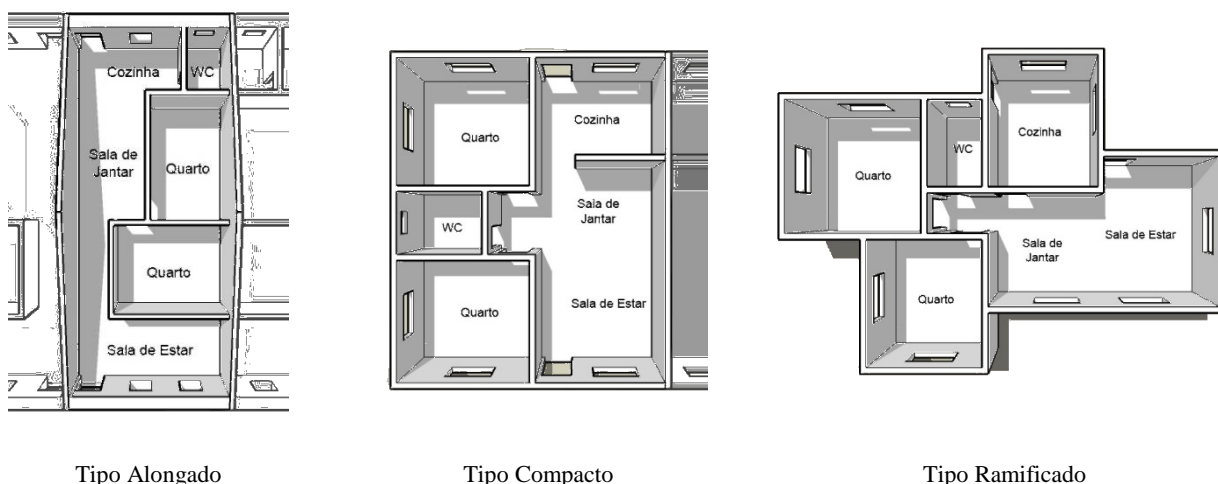 Cozinha
WC
Sala de
Jantar
Quarto
Quarto
Sala de Estar
Quarto
Cozinha
WC
Sala de
Jantar
Quarto
Sala de Estar
Quarto
WC
Cozinha
Sala de
Jantar
Sala de Estar
Quarto
Tipo Alongado
Tipo Compacto
Tipo Ramificado